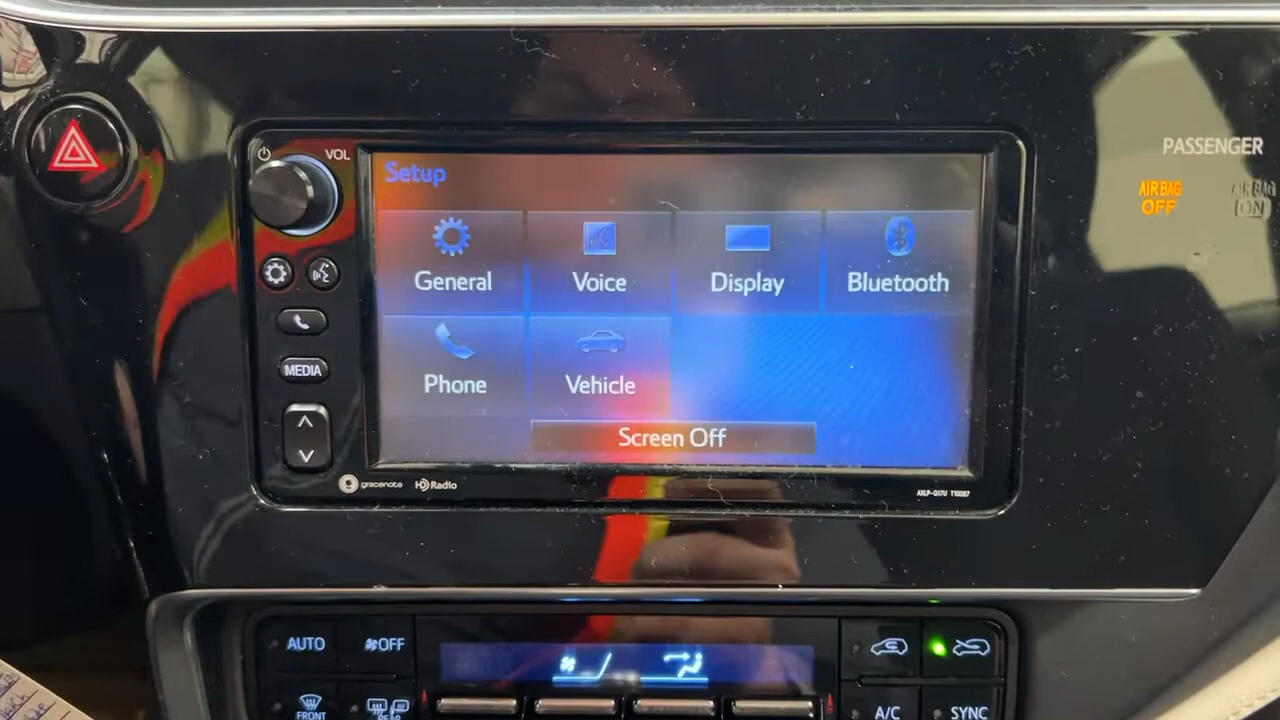 VOL
PASSENGER
AIR BAG
OFF
AIR BAG
ON
Setup
General
Voice
Display
Bluetooth
Phone
Vehicle
Screen Off
MEDIA
gracenote
HD Radio
AUTO
OFF
FRONT
REAR
A/C
SYNC